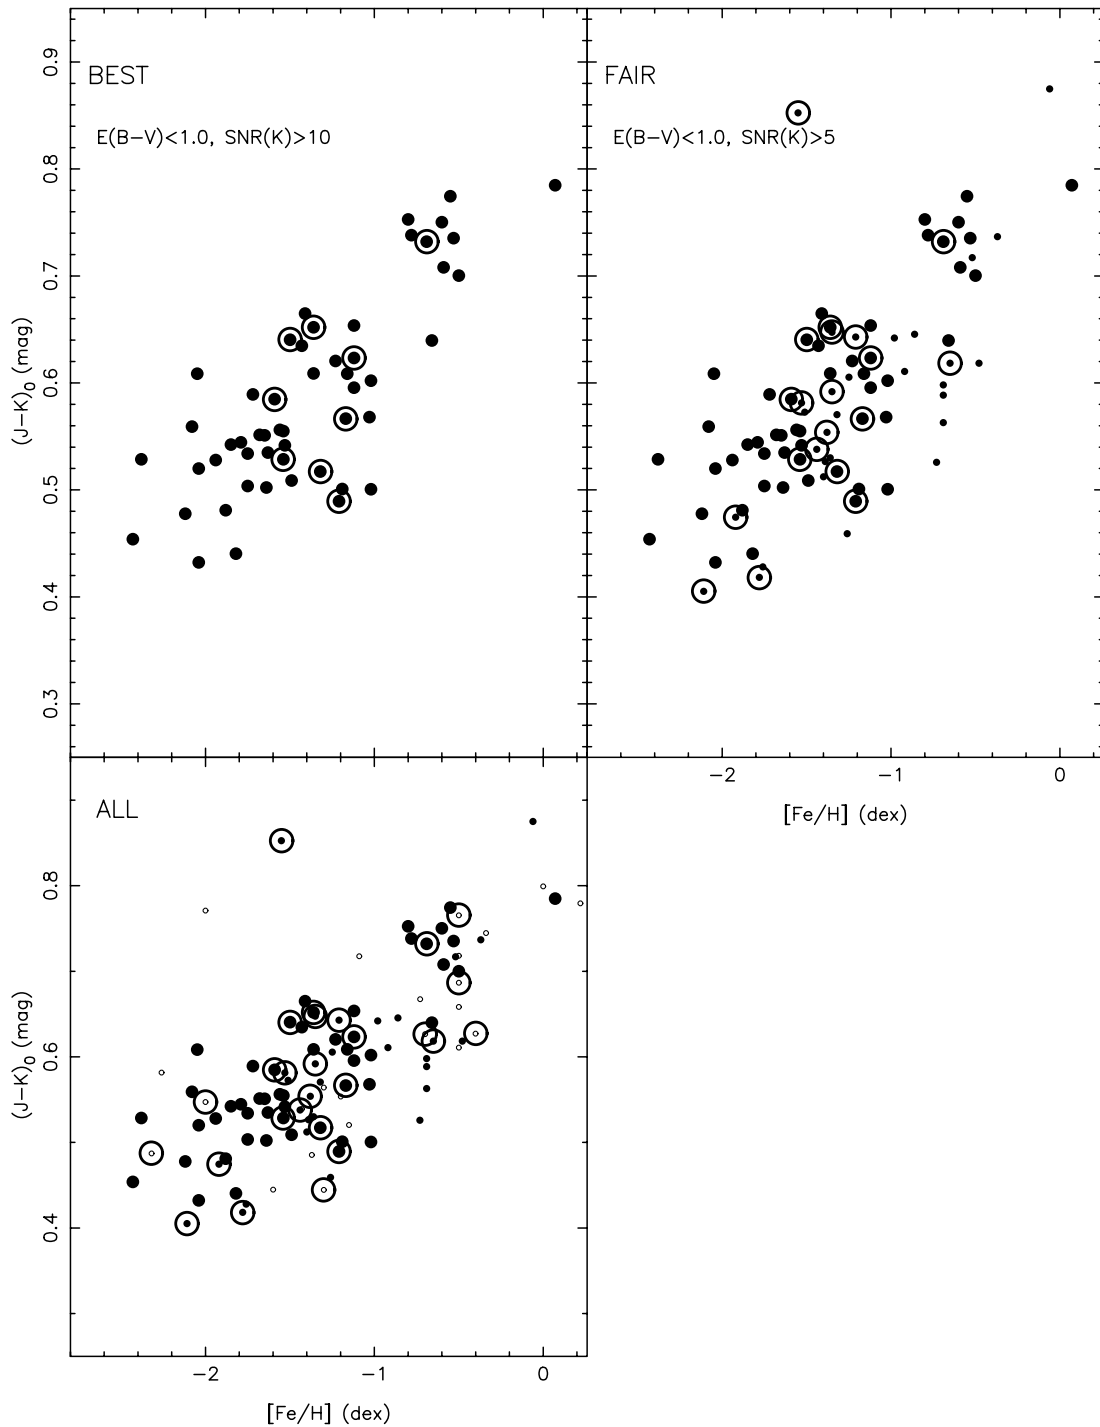 BEST
E(B−V)<1.0, SNR(K)>10
0.9
0.8
0.7
0.6
0.5
0.4
0.3
(J−K)0 (mag)
FAIR
E(B−V)<1.0, SNR(K)>5
−2 −1 0
[Fe/H] (dex)
ALL
0.8
0.6
0.4
(J−K)0 (mag)
−2 −1 0
[Fe/H] (dex)